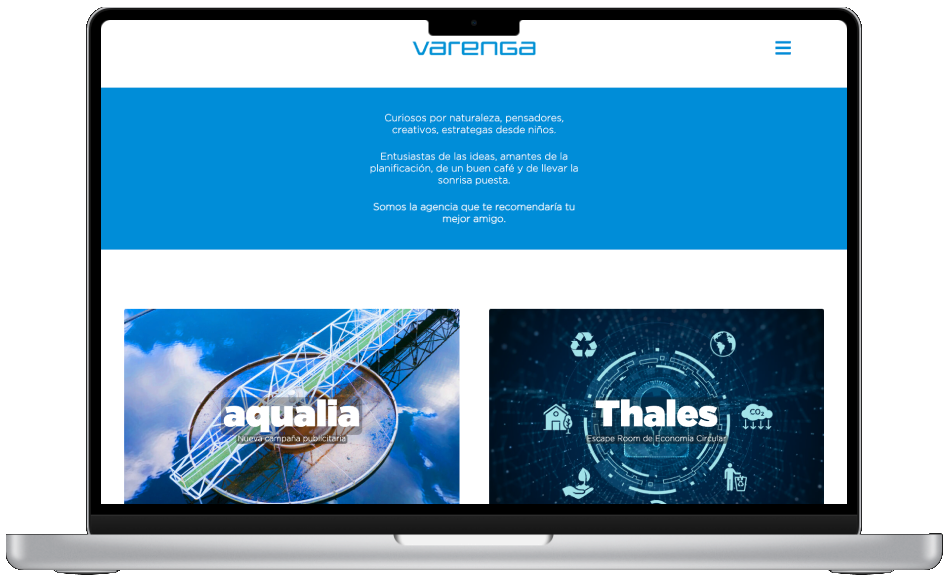 varenga
Curiosos por naturaleza, pensadores,
creativos, estrategas desde niños.
Entusiastas de las ideas, amantes de la
planificación, de un buen café y de llevar la
sonrisa puesta.
Somos la agencia que te recomendaría tu
mejor amigo.
aqualia
Nueva campaña publicitaria
Thales
Escape Room de Economía Circular
CO₂